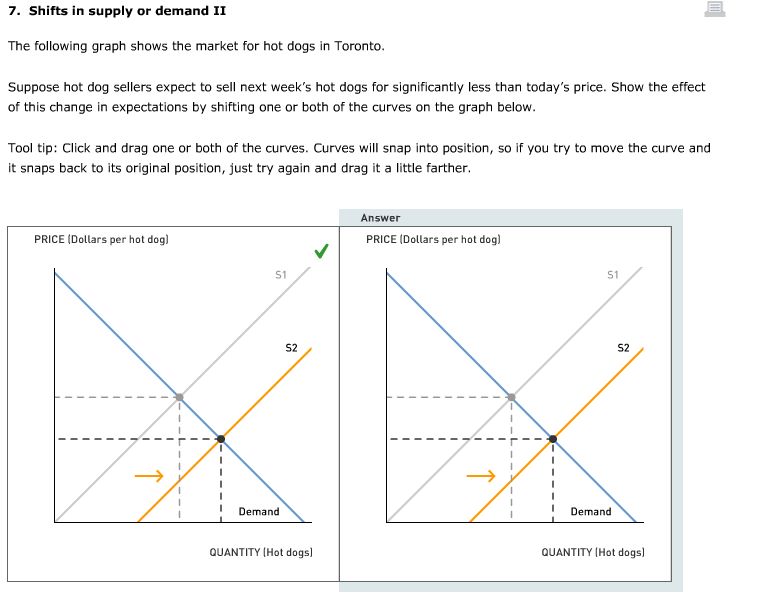 7. Shifts in supply or demand II
The following graph shows the market for hot dogs in Toronto.
Suppose hot dog sellers expect to sell next week's hot dogs for significantly less than today's price. Show the effect
of this change in expectations by shifting one or both of the curves on the graph below.
Tool tip: Click and drag one or both of the curves. Curves will snap into position, so if you try to move the curve and
it snaps back to its original position, just try again and drag it a little farther.
PRICE (Dollars per hot dog)
S1
S2
Demand
QUANTITY (Hot dogs)
Answer
PRICE (Dollars per hot dog)
S1
S2
Demand
QUANTITY (Hot dogs)